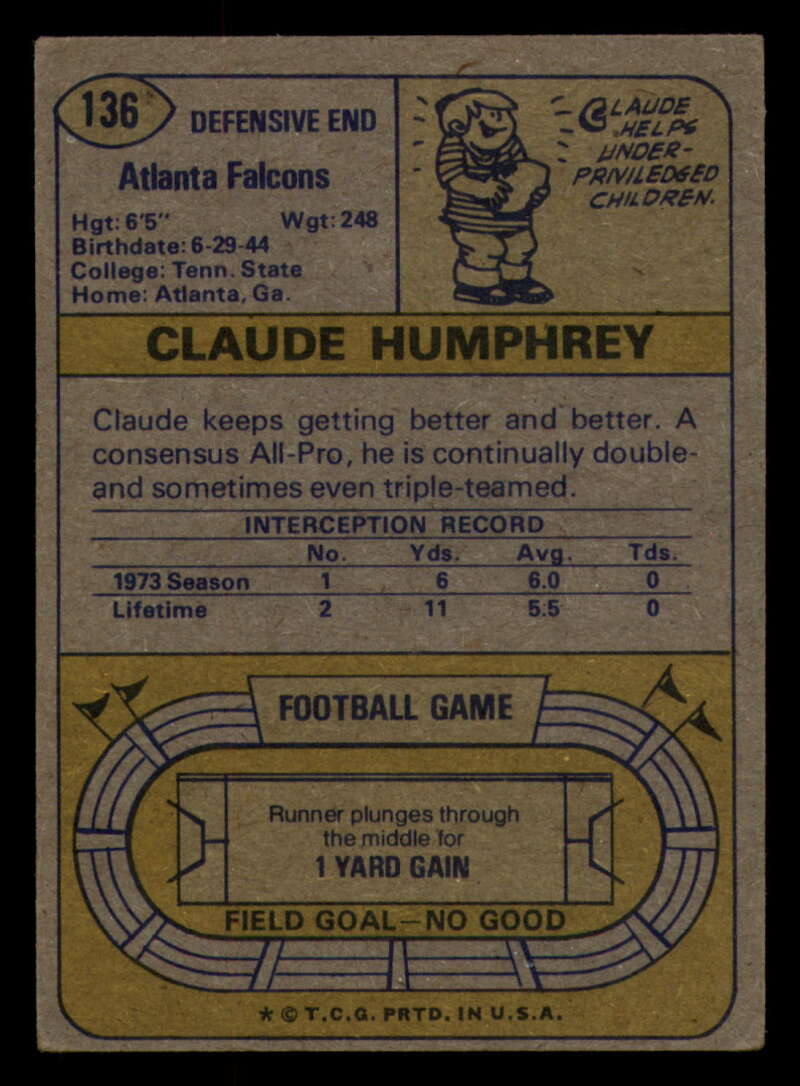 136
DEFENSIVE END
Atlanta Falcons
Hgt: 6'5" Wgt: 248
Birthdate: 6-29-44
College: Tenn. State
Home: Atlanta, Ga.
CLAUDE
HELPS
UNDER-
PRIVILEDGED
CHILDREN.
CLAUDE HUMPHREY
Claude keeps getting better and better. A
consensus All-Pro, he is continually double-
and sometimes even triple-teamed.
INTERCEPTION RECORD
No. Yds. Avg. Tds.
1973 Season 1 6 6.0 0
Lifetime 2 11 5.5 0
FOOTBALL GAME
Runner plunges through
the middle for
1 YARD GAIN
FIELD GOAL—NO GOOD
* © T.C.G. PRTD. IN U.S.A.